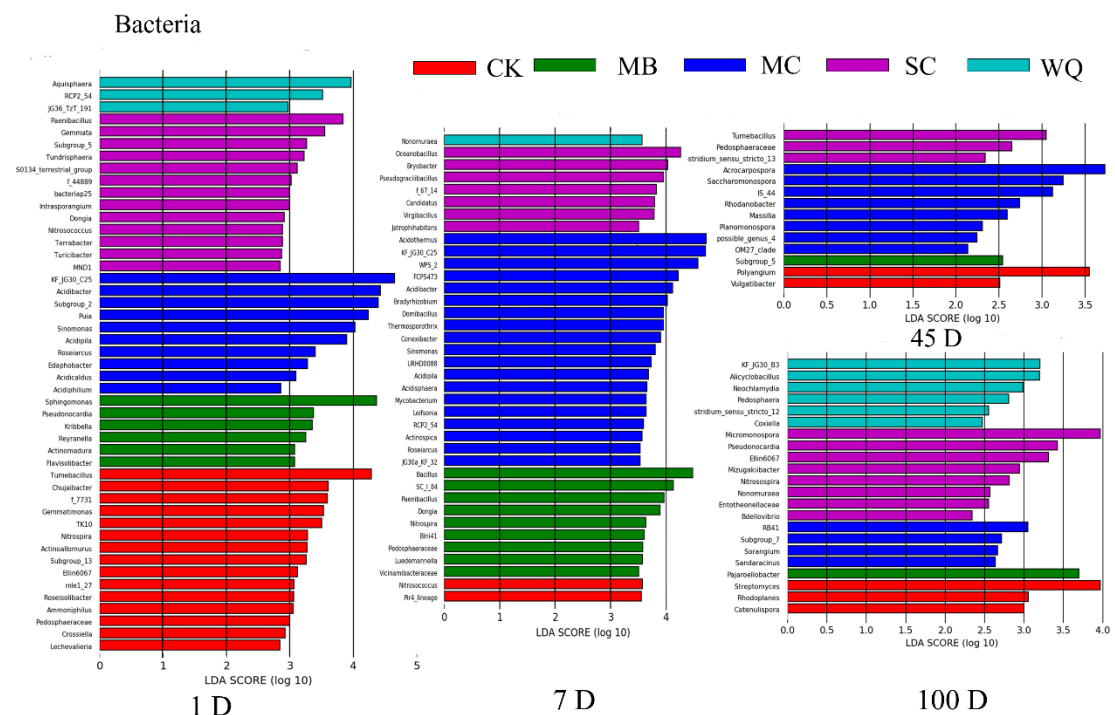 Bacteria
CK MB MC SC WQ
Aquisphaera
RCP2_54
JG36_TzT_191
Paenibacillus
Gemmata
Subgroup_5
Tundrisphaera
S0134_terrestrial_group
f_44889
bacteriap25
Intrasporangium
Dongia
Nitrosococcus
Terrabacter
Turicibacter
MND1
KF_JG30_C25
Acidibacter
Subgroup_2
Puia
Sinomonas
Acidipila
Roseiarcus
Edaphobacter
Acidicaldus
Acidiphilium
Sphingomonas
Pseudonocardia
Kribbella
Reyranella
Actinomadura
Flavisolibacter
Tumebacillus
Chujaibacter
f_7731
Gemmatimonas
TK10
Nitrospira
Actinoallomurus
Subgroup_13
Ellin6067
mle1_27
Roseisolibacter
Ammoniphilus
Pedosphaeraceae
Crossiella
Lechevalieria
0 1 2 3 4 5
LDA SCORE (log 10)
1 D
Nonomuraea
Oceanobacillus
Bryobacter
Pseudogracilibacillus
f_67_14
Candidatus
Virgibacillus
Jatrophihabitans
Acidothermus
KF_JG30_C25
WPS_2
FCPS473
Acidibacter
Bradyrhizobium
Domibacillus
Thermosporothrix
Conexibacter
Sinomonas
LRHD0088
Acidipila
Acidisphaera
Mycobacterium
Leifsonia
RCP2_54
Actinospica
Roseiarcus
JG30a_KF_32
Bacillus
SC_I_84
Paenibacillus
Dongia
Nitrospira
BIrii41
Pedosphaeraceae
Luedemannella
Vicinamibacteraceae
Nitrosococcus
Pir4_lineage
0 1 2 3 4 5
LDA SCORE (log 10)
7 D
Tumebacillus
Pedosphaeraceae
stridium_sensu_stricto_13
Acrocarpospora
Saccharomonospora
IS_44
Rhodanobacter
Massilia
Planomonospora
possible_genus_4
OM27_clade
Subgroup_5
Polyangium
Vulgatibacter
0.0 0.5 1.0 1.5 2.0 2.5 3.0 3.5
LDA SCORE (log 10)
45 D
KF_JG30_B3
Alicyclobacillus
Neochlamydia
Pedosphaera
stridium_sensu_stricto_12
Coxiella
Micromonospora
Pseudonocardia
Ellin6067
Mizugakiibacter
Nitrosospira
Nonomuraea
Entotheonellaceae
Bdellovibrio
RB41
Subgroup_7
Sorangium
Sandaracinus
Pajaroellobacter
Streptomyces
Rhodoplanes
Catenulispora
0.0 0.5 1.0 1.5 2.0 2.5 3.0 3.5 4.0
LDA SCORE (log 10)
100 D